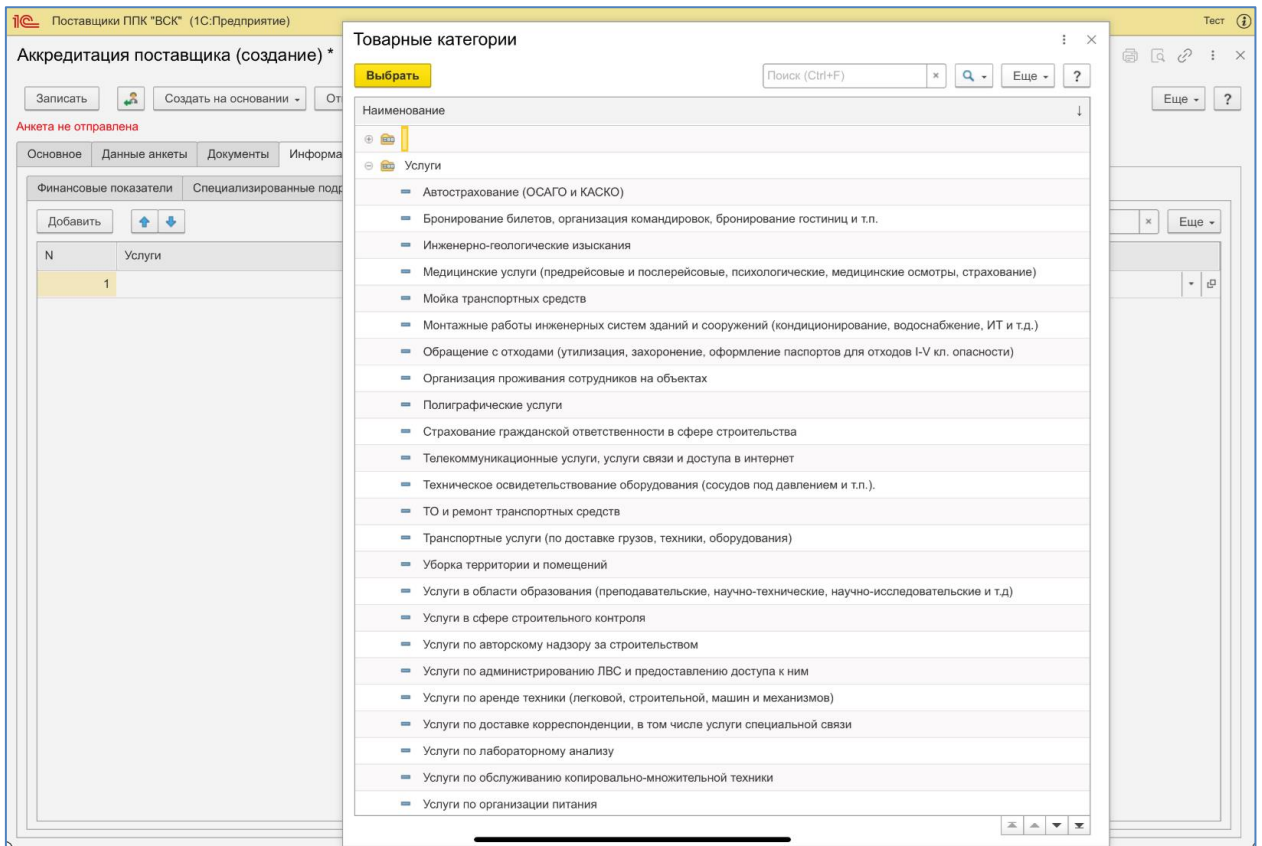 1С Поставщики ППК "ВСК" (1С:Предприятие)
Тест
Аккредитация поставщика (создание) *
Записать
Создать на основании
Еще
?
Анкета не отправлена
Основное
Данные анкеты
Документы
Финансовые показатели
Добавить
Еще
N
Услуги
1
Товарные категории
Выбрать
Поиск (Ctrl+F)
×
Еще
?
Наименование
Услуги
Автострахование (ОСАГО и КАСКО)
Бронирование билетов, организация командировок, бронирование гостиниц и т.п.
Инженерно-геологические изыскания
Медицинские услуги (предрейсовые и послерейсовые, психологические, медицинские осмотры, страхование)
Мойка транспортных средств
Монтажные работы инженерных систем зданий и сооружений (кондиционирование, водоснабжение, ИТ и т.д.)
Обращение с отходами (утилизация, захоронение, оформление паспортов для отходов I-V кл. опасности)
Организация проживания сотрудников на объектах
Полиграфические услуги
Страхование гражданской ответственности в сфере строительства
Телекоммуникационные услуги, услуги связи и доступа в интернет
Техническое освидетельствование оборудования (сосудов под давлением и т.п.).
ТО и ремонт транспортных средств
Транспортные услуги (по доставке грузов, техники, оборудования)
Уборка территории и помещений
Услуги в области образования (преподавательские, научно-технические, научно-исследовательские и т.д)
Услуги в сфере строительного контроля
Услуги по авторскому надзору за строительством
Услуги по администрированию ЛВС и предоставлению доступа к ним
Услуги по аренде техники (легковой, строительной, машин и механизмов)
Услуги по доставке корреспонденции, в том числе услуги специальной связи
Услуги по лабораторному анализу
Услуги по обслуживанию копировально-множительной техники
Услуги по организации питания